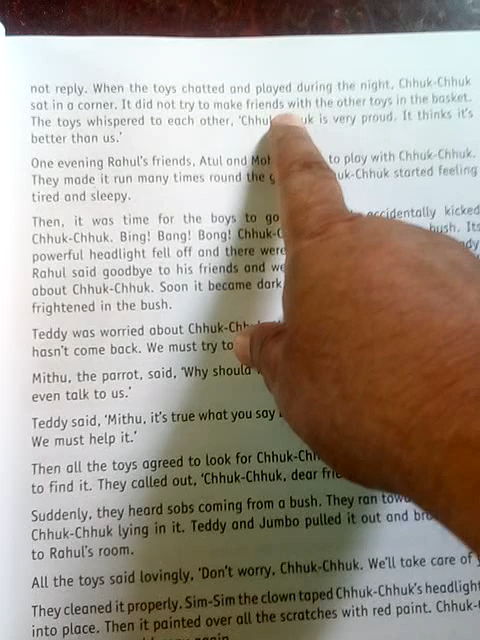 not reply. When the toys chatted and played during the night, Chhuk-Chhuk
sat in a corner. It did not try to make friends with the other toys in the basket.
The toys whispered to each other, 'Chhuk is very proud. It thinks it's
better than us.'
One evening Rahul's friends, Atul and to play with Chhuk-Chhuk.
They made it run many times round the started feeling
tired and sleepy.
Then, it was time for the boys to go accidentally kicked
Chhuk-Chhuk. Bing! Bang! Bong! bush. Its
powerful headlight fell off and there were
Rahul said goodbye to his friends and
about Chhuk-Chhuk. Soon it became dark
frightened in the bush.
Teddy was worried about
hasn't come back. We must try to
Mithu, the parrot, said, 'Why should
even talk to us.'
Teddy said, 'Mithu, it's true what you say
We must help it.'
Then all the toys agreed to look for
to find it. They called out, 'Chhuk-Chhuk, dear
Suddenly, they heard sobs coming from a bush. They ran
Chhuk-Chhuk lying in it. Teddy and Jumbo pulled it out and
to Rahul's room.
All the toys said lovingly, 'Don't worry, Chhuk-Chhuk. We'll take care of
They cleaned it properly. Sim-Sim the clown taped Chhuk-Chhuk's headlight
into place. Then it painted over all the scratches with red paint.